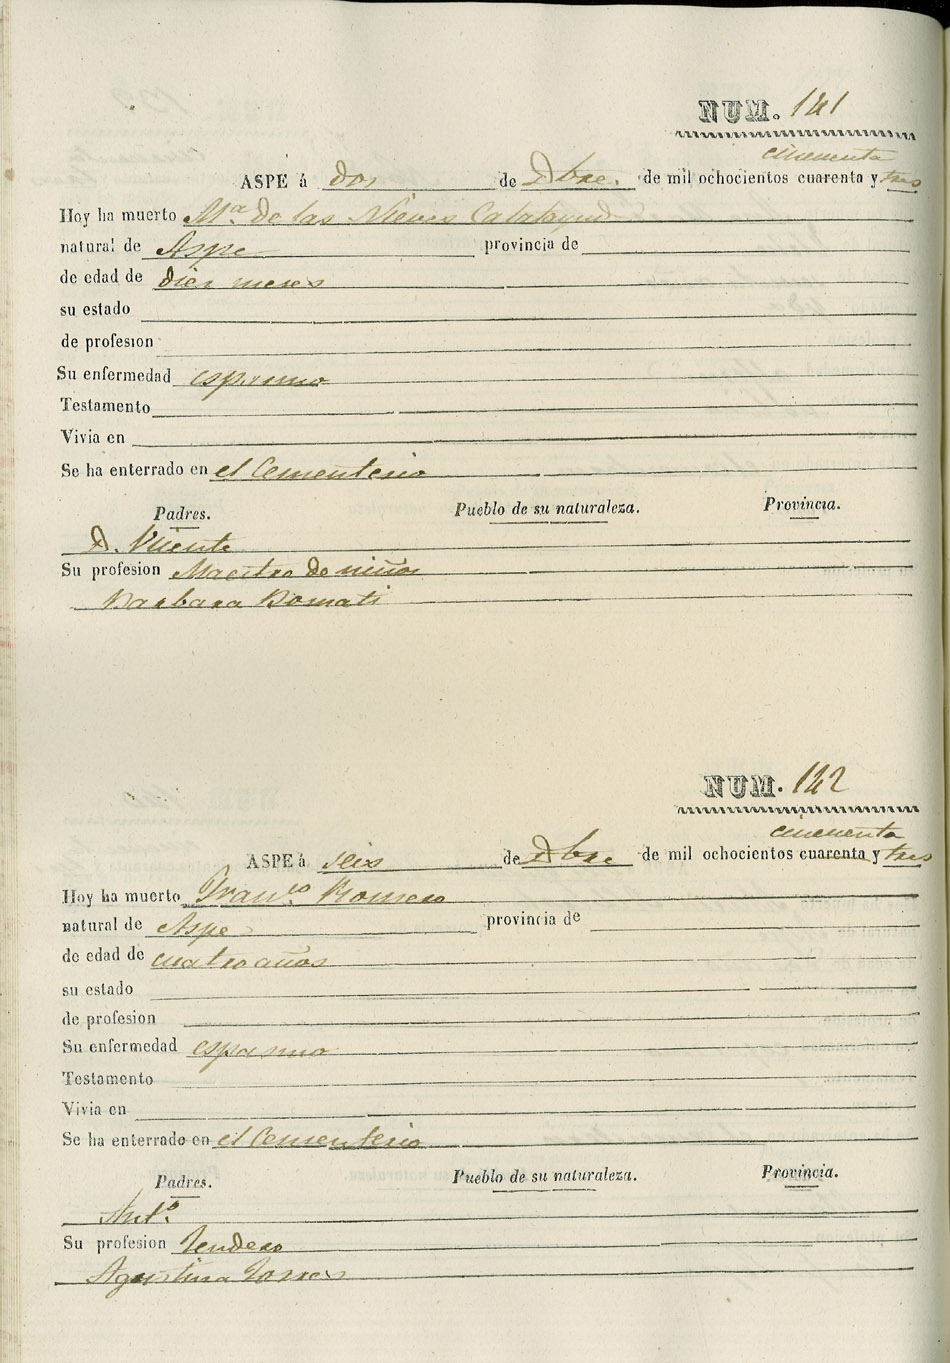 NUM. 141
cincuenta
ASPE á dos de Dbre. de mil ochocientos cuarenta y tres
Hoy ha muerto Mª de las Nieves Calatayud
natural de Aspe provincia de
de edad de diez meses
su estado
de profesion
Su enfermedad espasmo
Testamento
Vivia en
Se ha enterrado en el Cementerio
Padres. Pueblo de su naturaleza. Provincia.
D. Vicente
Su profesion Maestro de niños
Barbara Bomati
NUM. 142
cincuenta
ASPE á seis de Dbre de mil ochocientos cuarenta y tres
Hoy ha muerto Franco. Romero
natural de Aspe provincia de
de edad de cuatro años
su estado
de profesion
Su enfermedad espasmo
Testamento
Vivia en
Se ha enterrado en el Cementerio
Padres. Pueblo de su naturaleza. Provincia.
Anto.
Su profesion Tendero
Agustina Torres